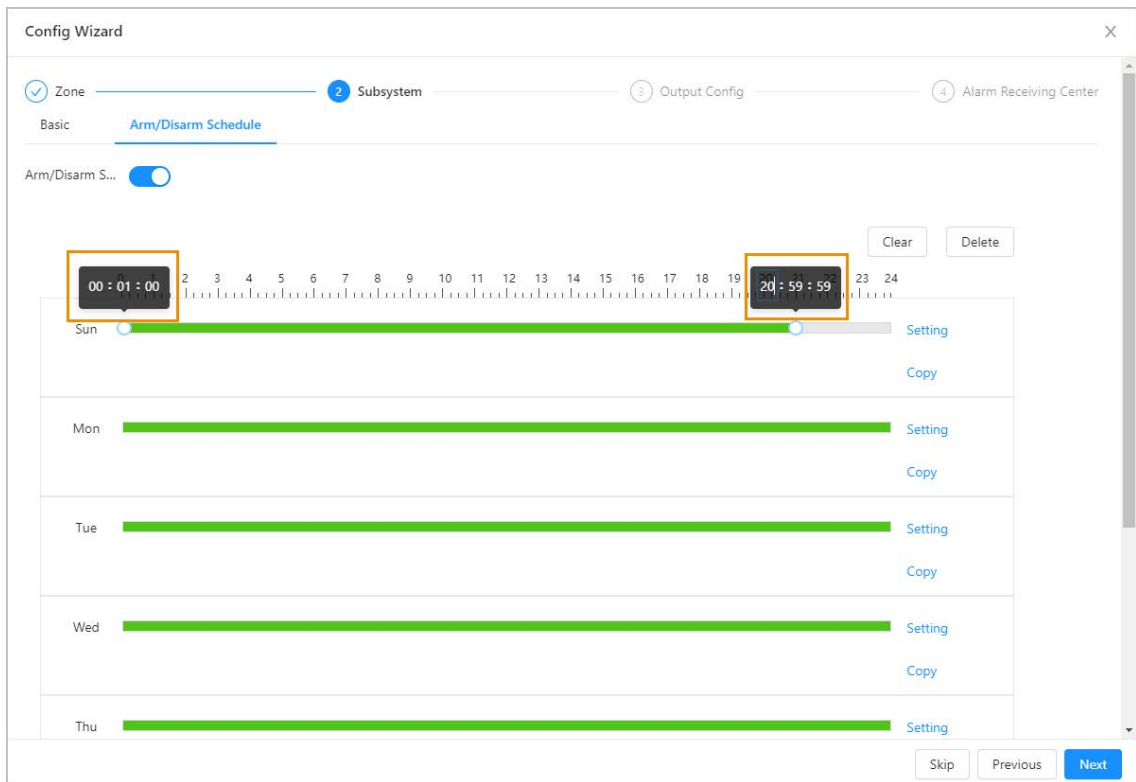 Config Wizard
Zone 2 Subsystem 3 Output Config 4 Alarm Receiving Center
Basic Arm/Disarm Schedule
Arm/Disarm S...
Clear Delete
2 3 4 5 6 7 8 9 10 11 12 13 14 15 16 17 18 19 23 24
00 : 01 : 00 20 : 59 : 59
Sun Setting
Copy
Mon Setting
Copy
Tue Setting
Copy
Wed Setting
Copy
Thu Setting
Skip Previous Next